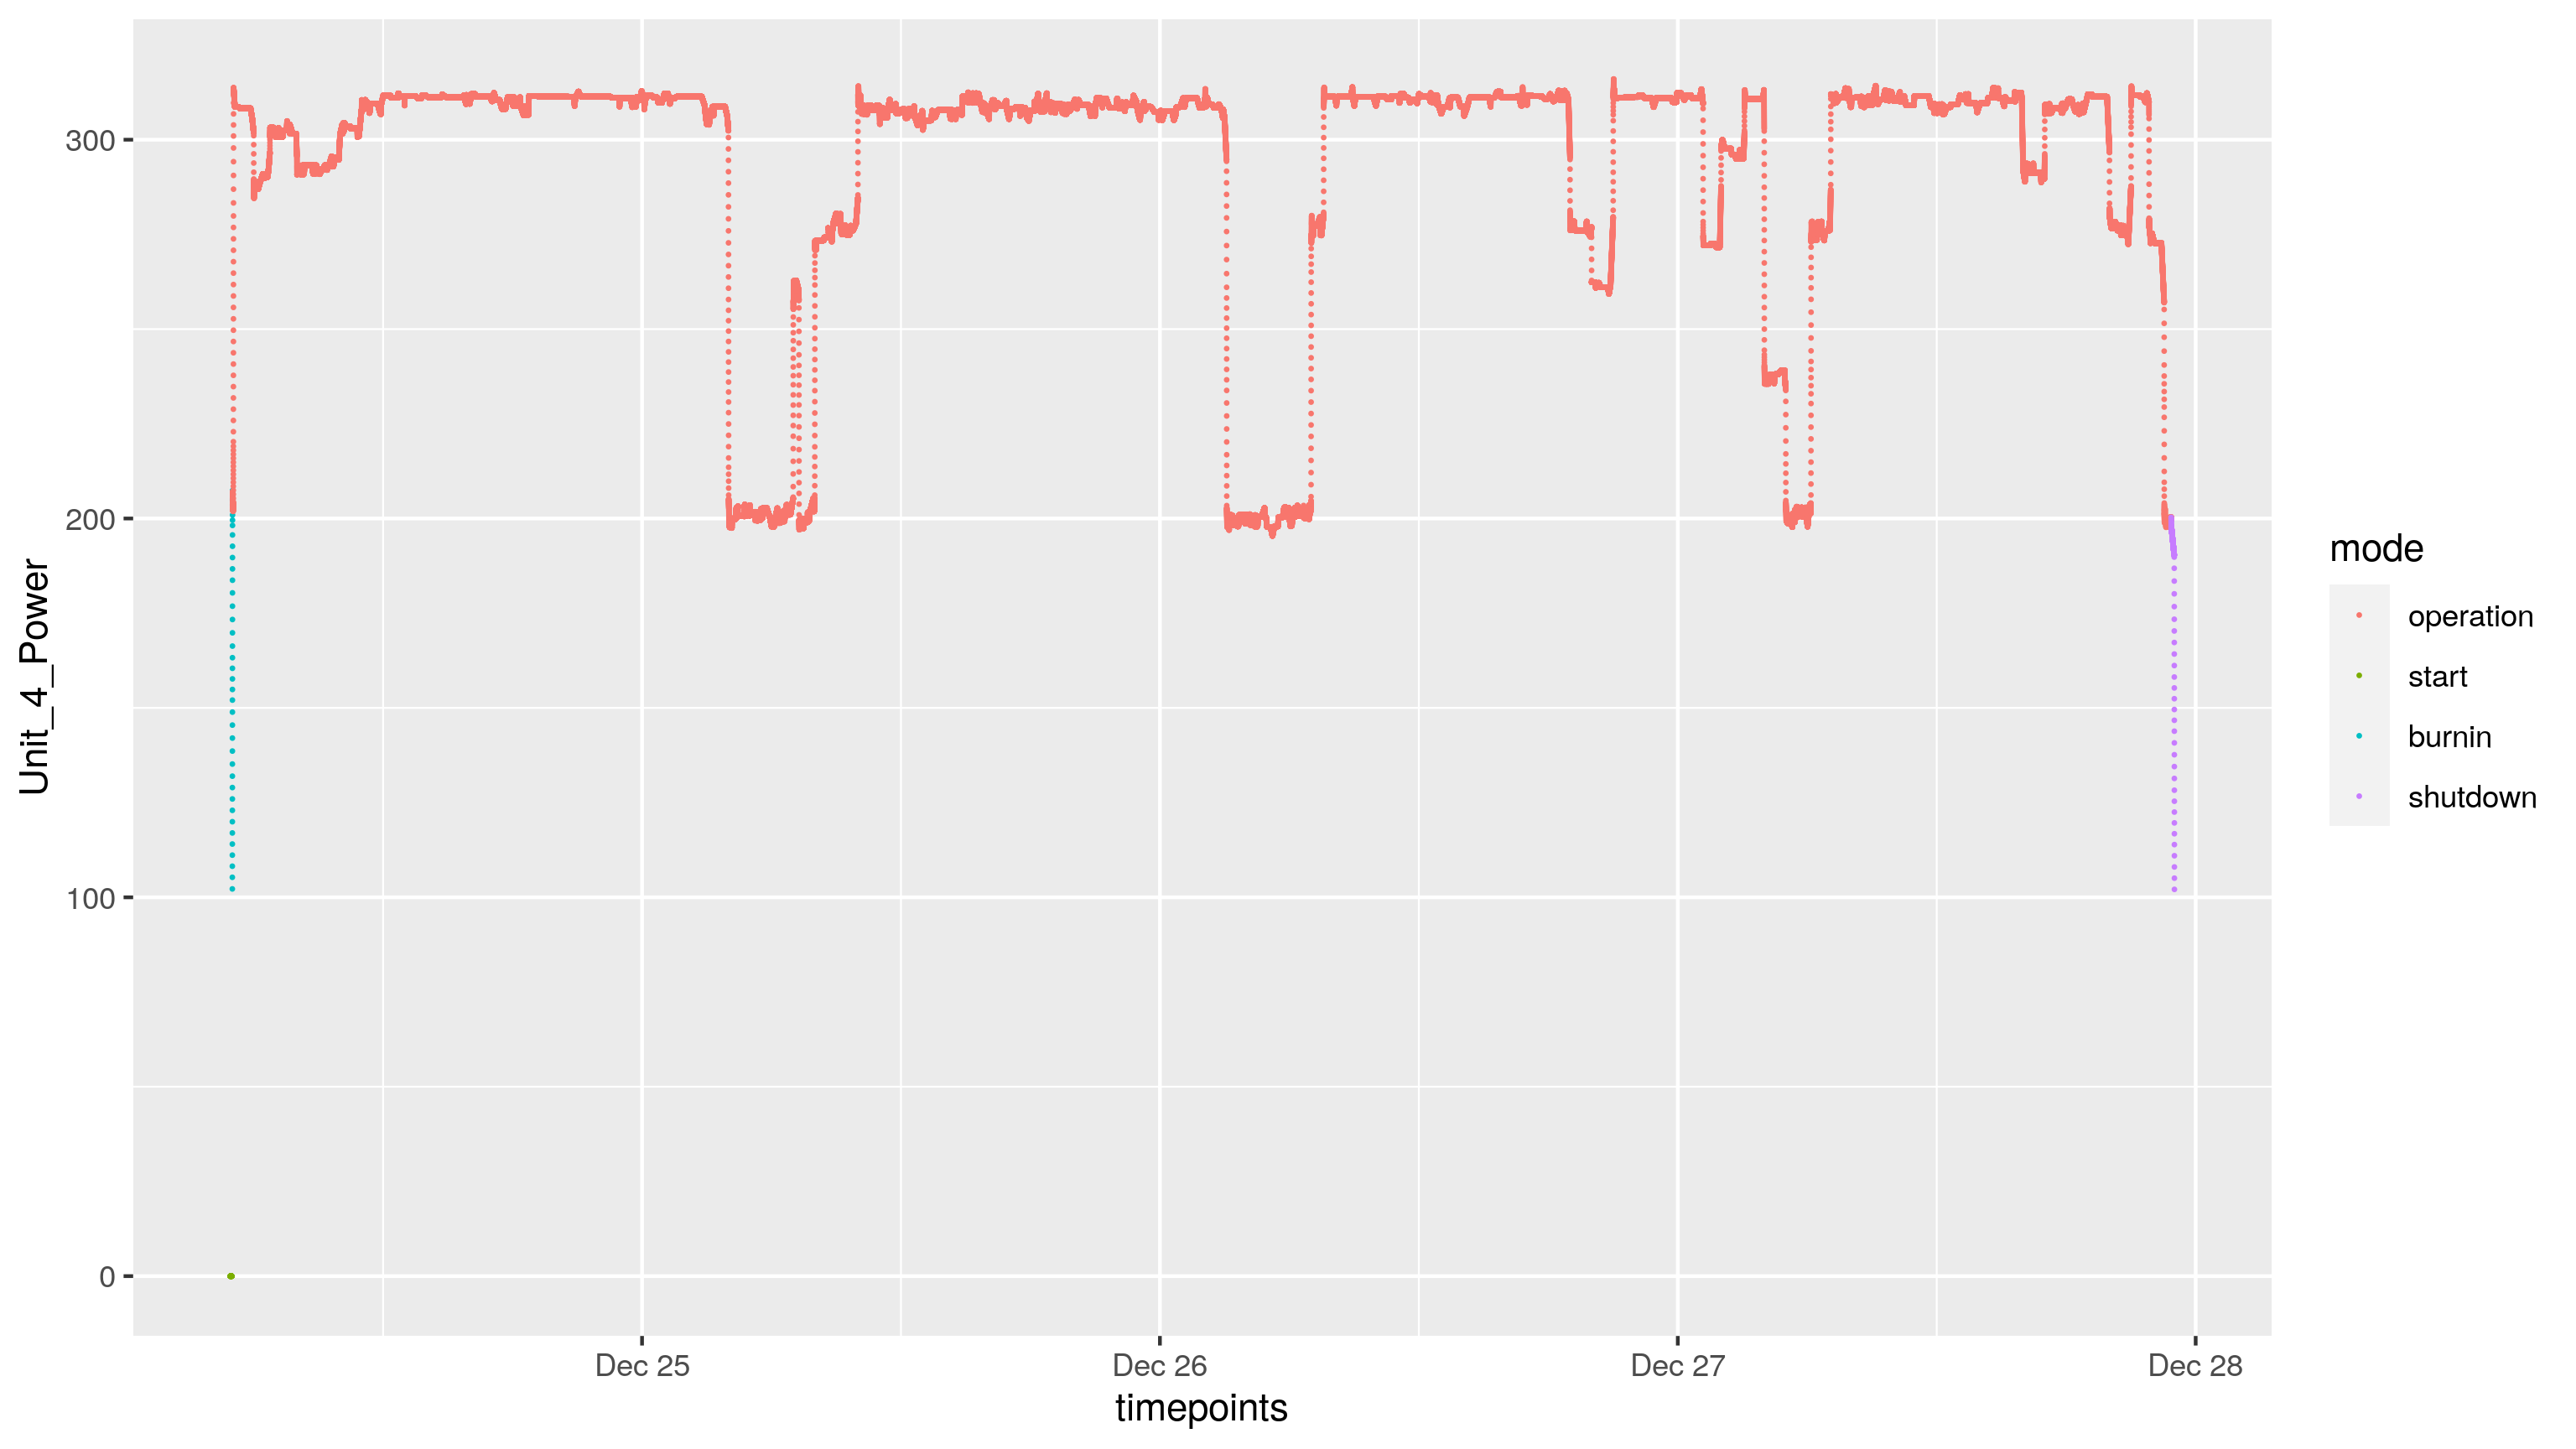 Unit_4_Power
300
200
100
0
Dec 25
Dec 26
Dec 27
Dec 28
timepoints
mode
operation
start
burnin
shutdown